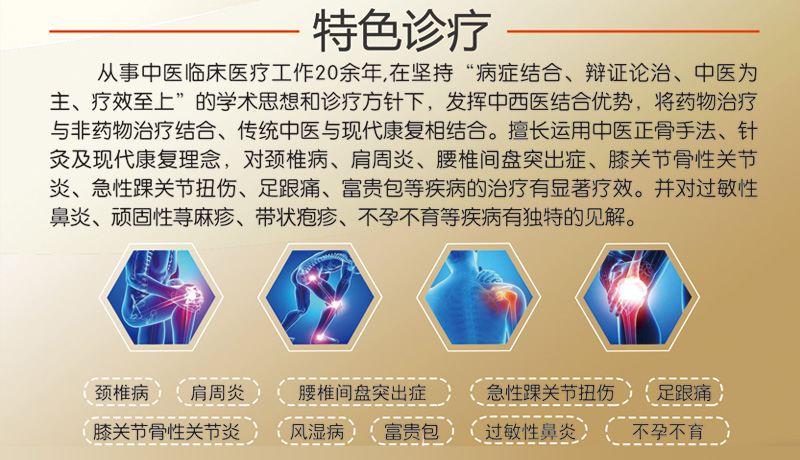 特色诊疗
从事中医临床医疗工作20余年,在坚持“病症结合、辩证论治、中医为
主、疗效至上”的学术思想和诊疗方针下，发挥中西医结合优势，将药物治疗
与非药物治疗结合、传统中医与现代康复相结合。擅长运用中医正骨手法、针
灸及现代康复理念，对颈椎病、肩周炎、腰椎间盘突出症、膝关节骨性关节
炎、急性踝关节扭伤、足跟痛、富贵包等疾病的治疗有显著疗效。并对过敏性
鼻炎、顽固性荨麻疹、带状疱疹、不孕不育等疾病有独特的见解。
颈椎病 肩周炎 腰椎间盘突出症 急性踝关节扭伤 足跟痛
膝关节骨性关节炎 风湿病 富贵包 过敏性鼻炎 不孕不育